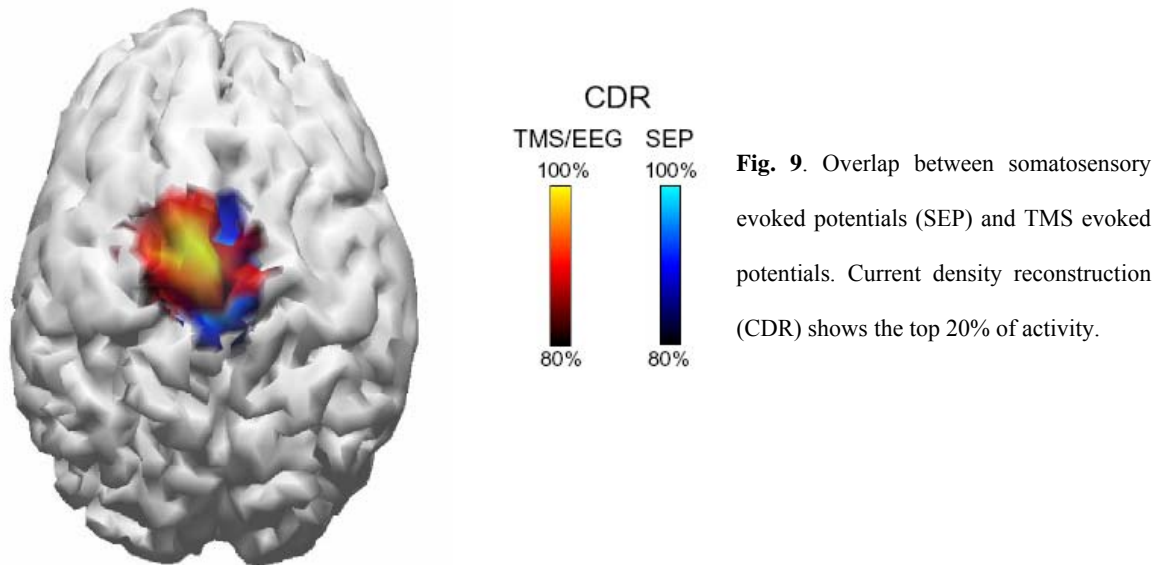 CDR
TMS/EEG SEP
100% 100%
80% 80%
Fig. 9. Overlap between somatosensory
evoked potentials (SEP) and TMS evoked
potentials. Current density reconstruction
(CDR) shows the top 20% of activity.